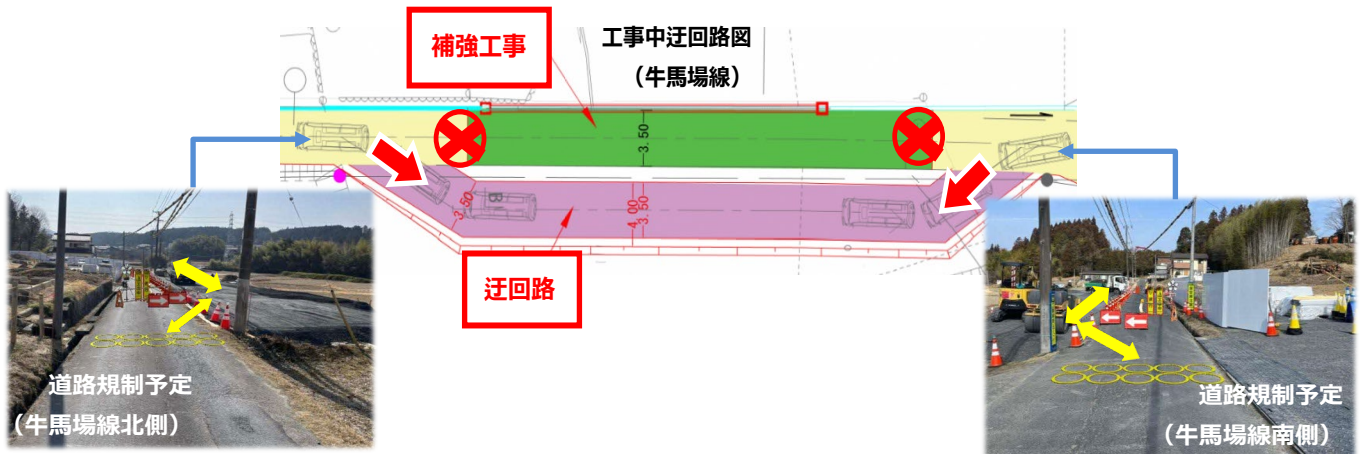 補強工事
工事中迂回路図
(牛馬場線)
3.50
3.50
4.00
3.50
迂回路
道路規制予定
(牛馬場線北側)
道路規制予定
(牛馬場線南側)